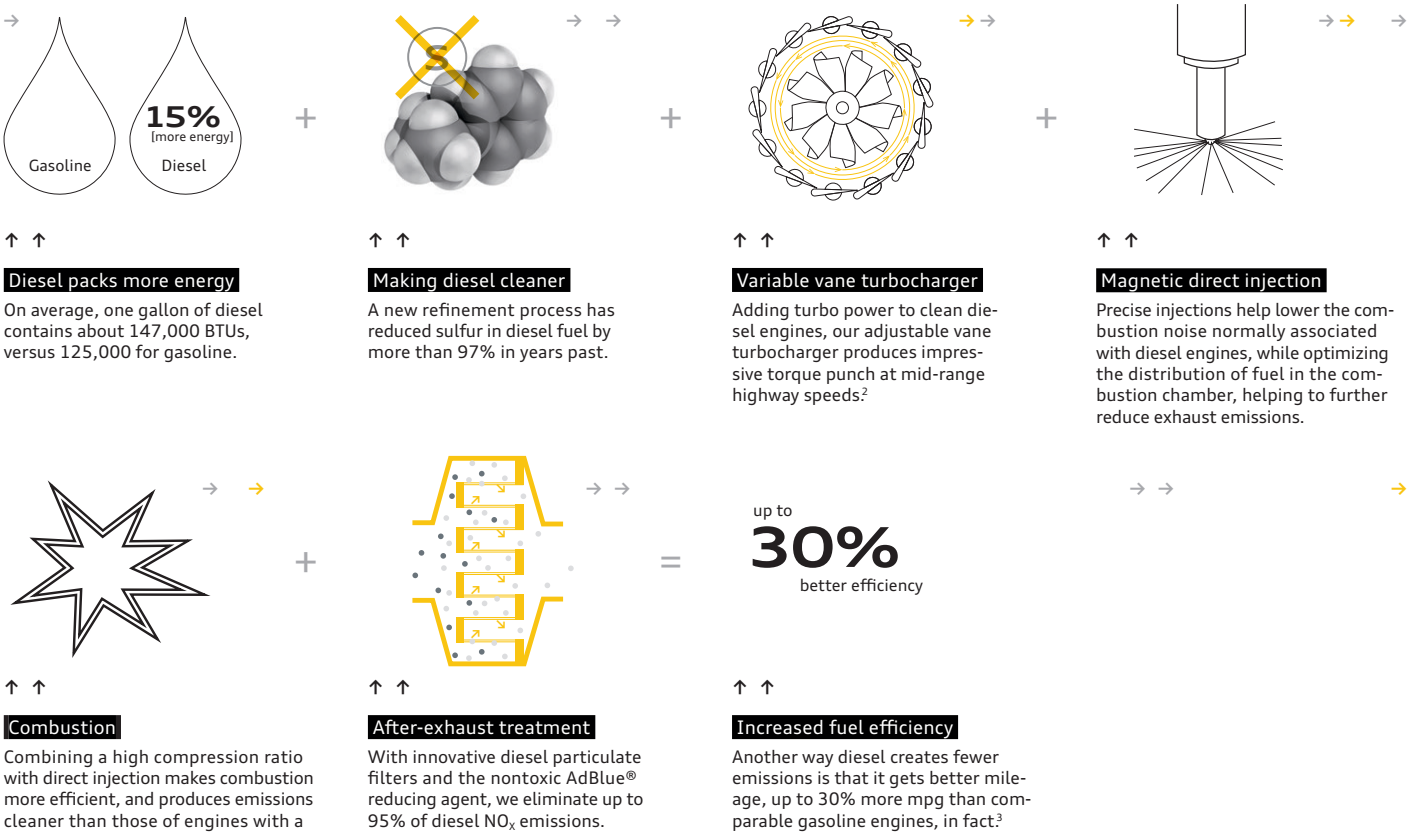 Gasoline
15%
[more energy]
Diesel
+
S
+
+
↑ ↑
Diesel packs more energy
On average, one gallon of diesel
contains about 147,000 BTUs,
versus 125,000 for gasoline.
↑ ↑
Making diesel cleaner
A new refinement process has
reduced sulfur in diesel fuel by
more than 97% in years past.
↑ ↑
Variable vane turbocharger
Adding turbo power to clean die-
sel engines, our adjustable vane
turbocharger produces impres-
sive torque punch at mid-range
highway speeds.2
↑ ↑
Magnetic direct injection
Precise injections help lower the com-
bustion noise normally associated
with diesel engines, while optimizing
the distribution of fuel in the com-
bustion chamber, helping to further
reduce exhaust emissions.
+
=
up to
30%
better efficiency
↑ ↑
Combustion
Combining a high compression ratio
with direct injection makes combustion
more efficient, and produces emissions
cleaner than those of engines with a
↑ ↑
After-exhaust treatment
With innovative diesel particulate
filters and the nontoxic AdBlue®
reducing agent, we eliminate up to
95% of diesel NOx emissions.
↑ ↑
Increased fuel efficiency
Another way diesel creates fewer
emissions is that it gets better mile-
age, up to 30% more mpg than com-
parable gasoline engines, in fact.3